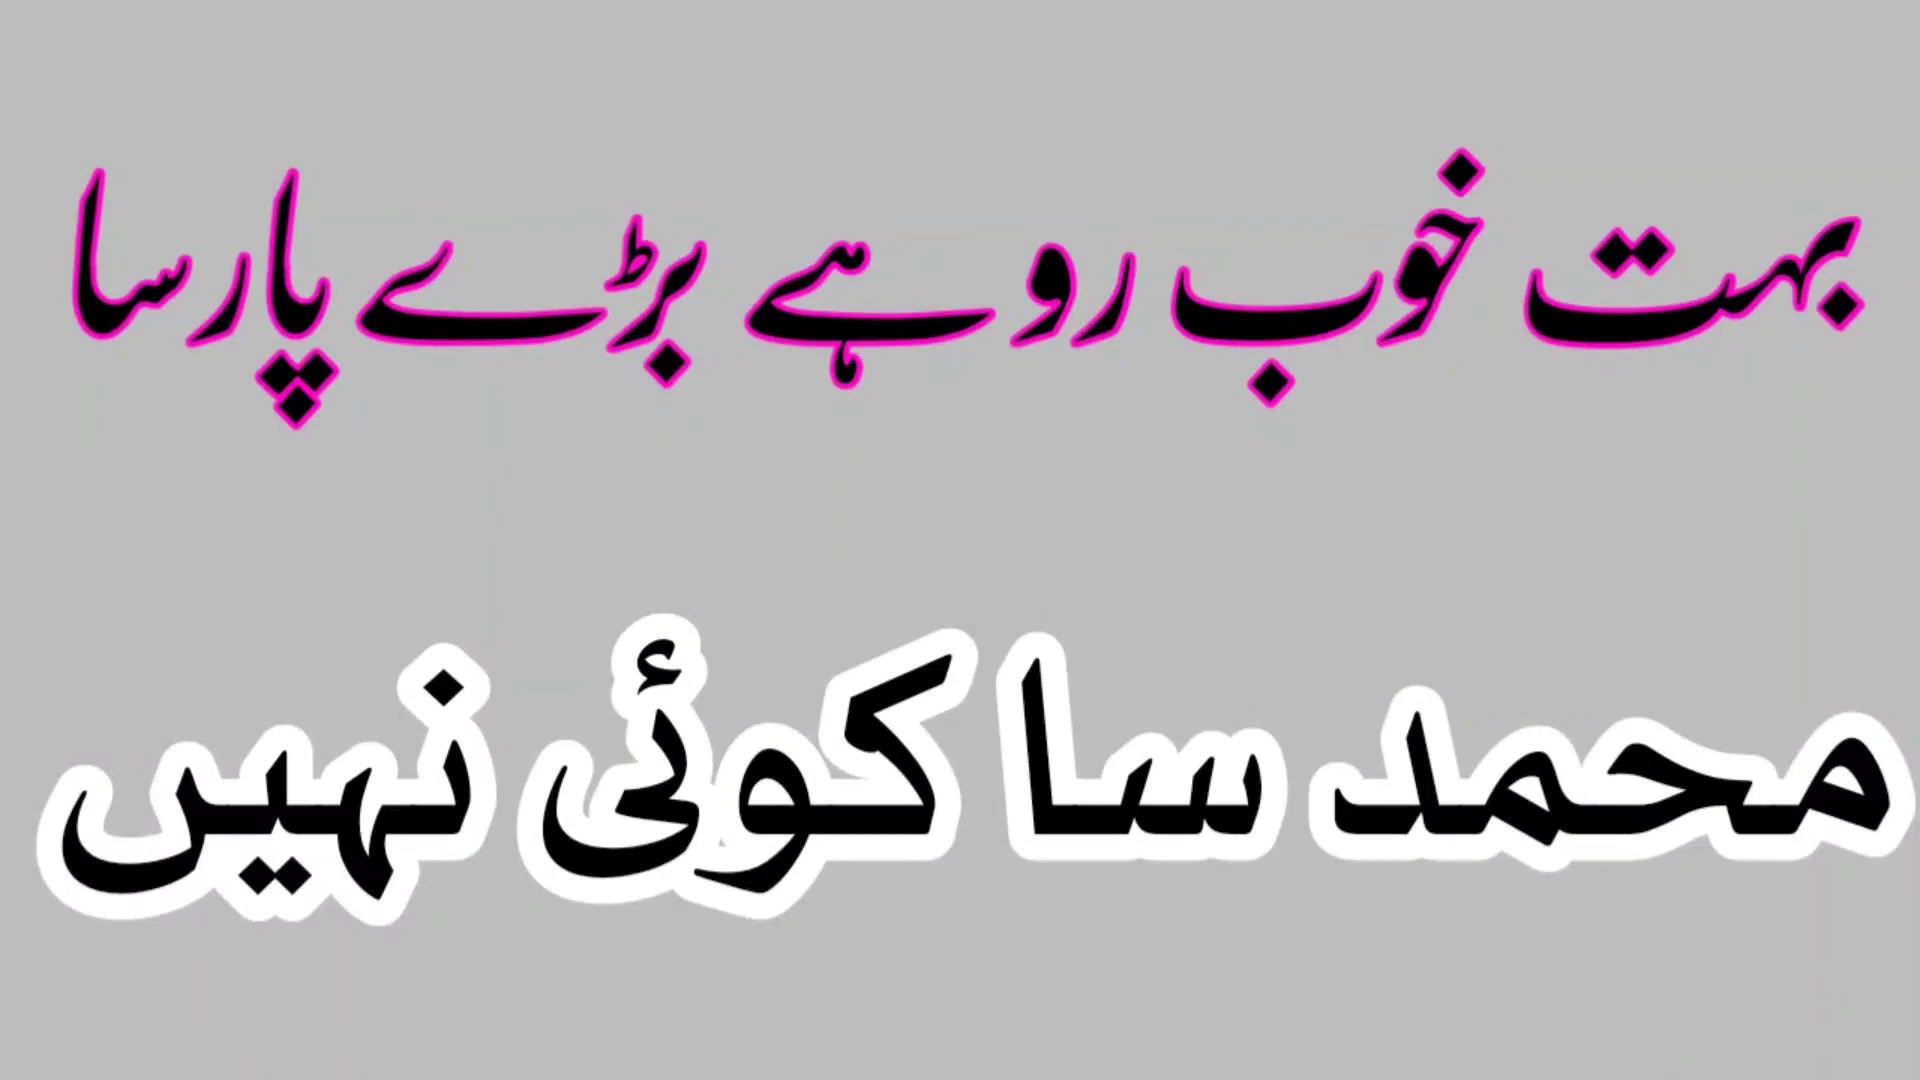 بہت خوب رو ہے بڑے پارسا
محمد سا کوئی نہیں